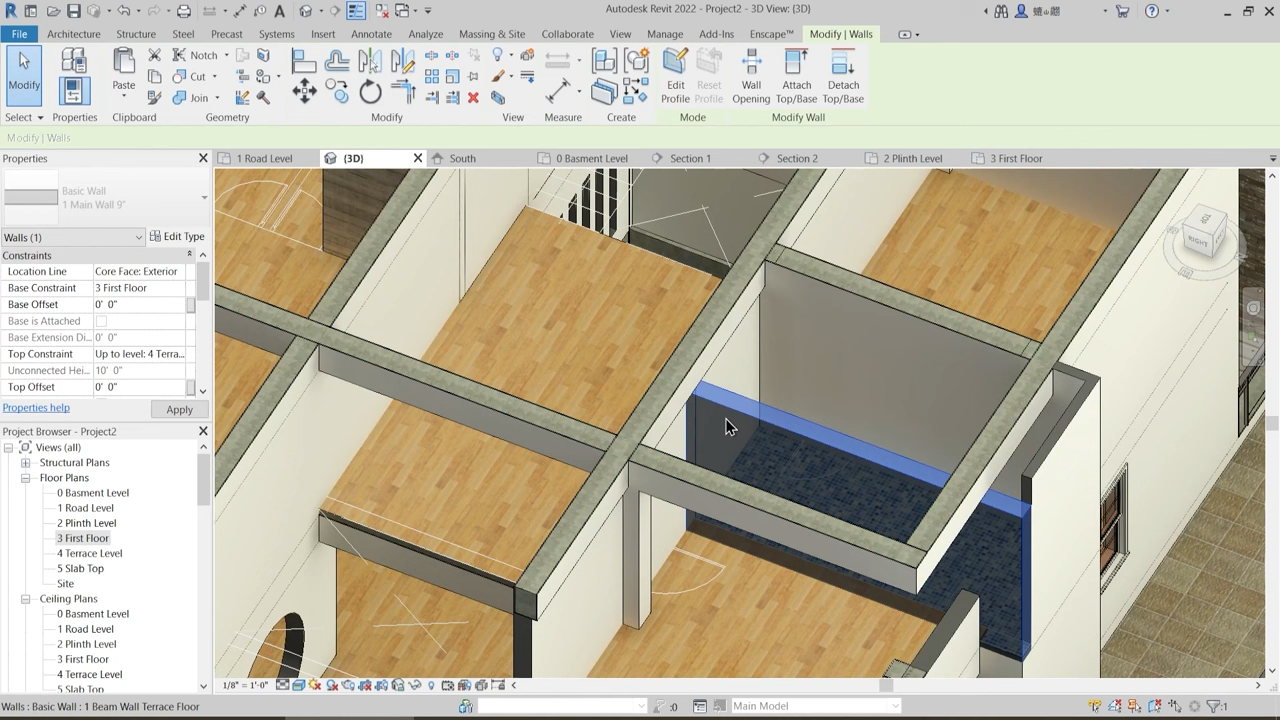 Autodesk Revit 2022 - Project2 - 3D View: {3D}
File Architecture Structure Steel Precast Systems Insert Annotate Analyze Massing & Site Collaborate View Manage Add-Ins Enscape™ Modify | Walls
Modify Paste Notch Cut Join Edit Profile Reset Profile Wall Opening Attach Top/Base Detach Top/Base
Select Properties Clipboard Geometry Modify View Measure Create Mode Modify Wall
Modify | Walls
Properties
1 Road Level {3D} South 0 Basment Level Section 1 Section 2 2 Plinth Level 3 First Floor
Basic Wall
1 Main Wall 9"
Walls (1) Edit Type
Constraints
Location Line Core Face: Exterior
Base Constraint 3 First Floor
Base Offset 0' 0"
Base is Attached
Base Extension Di... 0' 0"
Top Constraint Up to level: 4 Terra...
Unconnected Hei... 10' 0"
Top Offset 0' 0"
Properties help Apply
Project Browser - Project2
Views (all)
Structural Plans
Floor Plans
0 Basment Level
1 Road Level
2 Plinth Level
3 First Floor
4 Terrace Level
5 Slab Top
Site
Ceiling Plans
0 Basment Level
1 Road Level
2 Plinth Level
3 First Floor
4 Terrace Level
5 Slab Top
RIGHT
1/8" = 1'-0"
Walls : Basic Wall : 1 Beam Wall Terrace Floor :0 Main Model :1